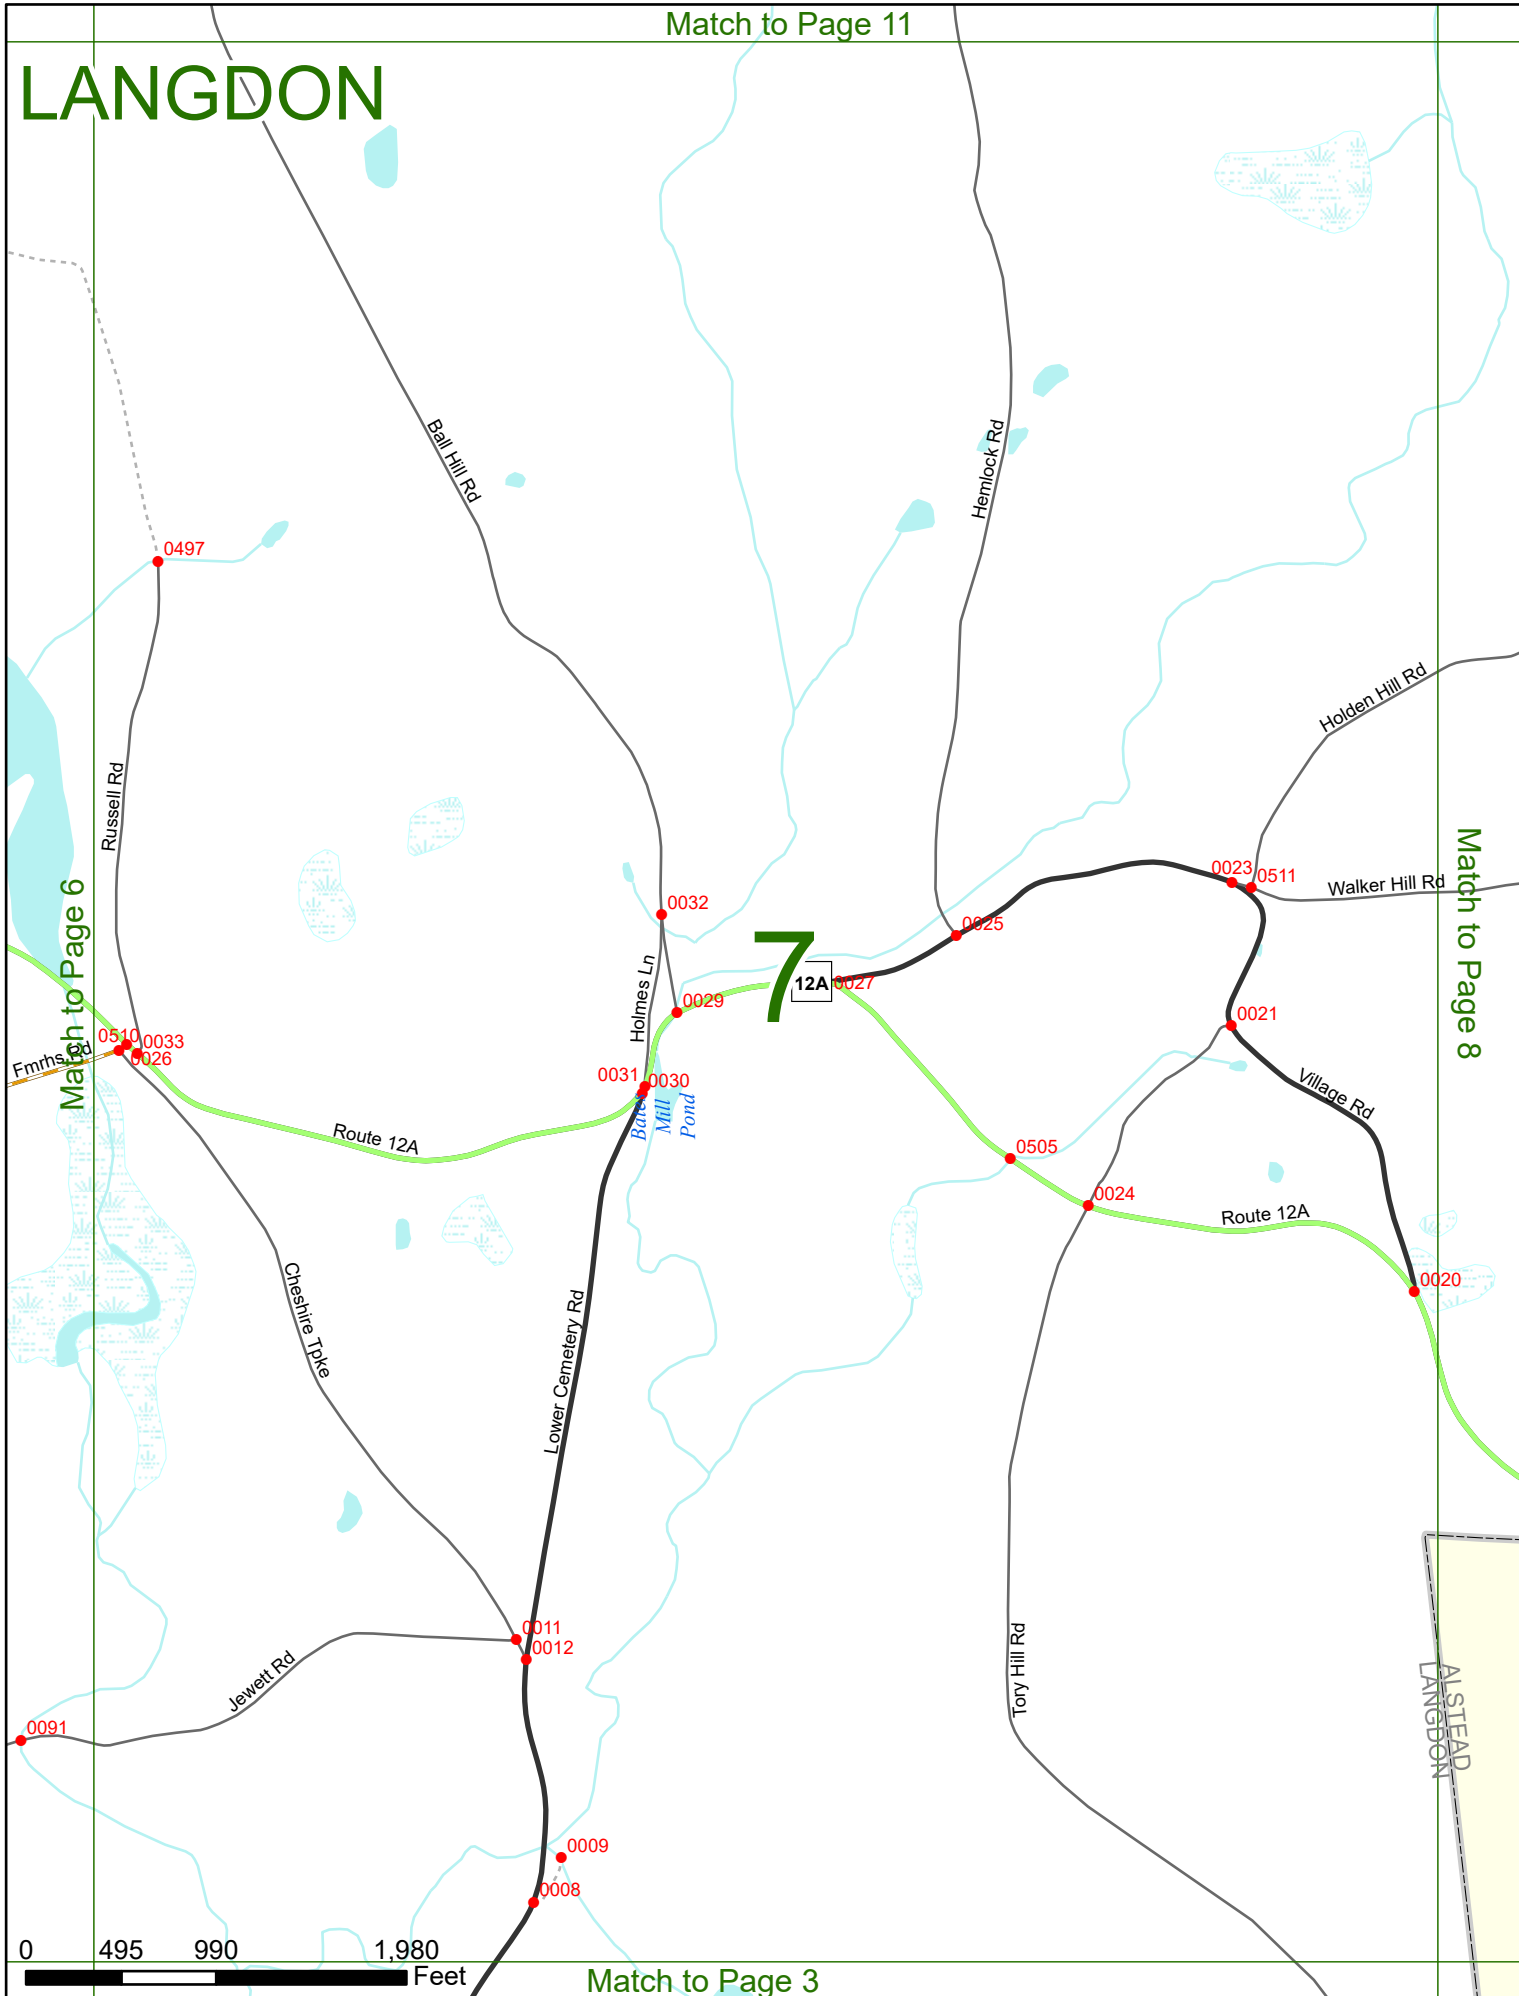 Match to Page 11
LANGDON
Ball Hill Rd
Hemlock Rd
0497
Holden Hill Rd
Russell Rd
Match to Page 6
Match to Page 8
0023
0511
Walker Hill Rd
0032
0025
7
12A
0027
Holmes Ln
0029
0021
0510
0033
0026
Fmrhs Rd
0031
0030
Mill
Pond
Village Rd
Route 12A
0505
0024
Route 12A
0020
Cheshire Tpke
Lower Cemetery Rd
0011
0012
Jewett Rd
Tory Hill Rd
ALSTEAD
LANGDON
0091
0009
0008
0 495 990 1,980
Feet
Match to Page 3